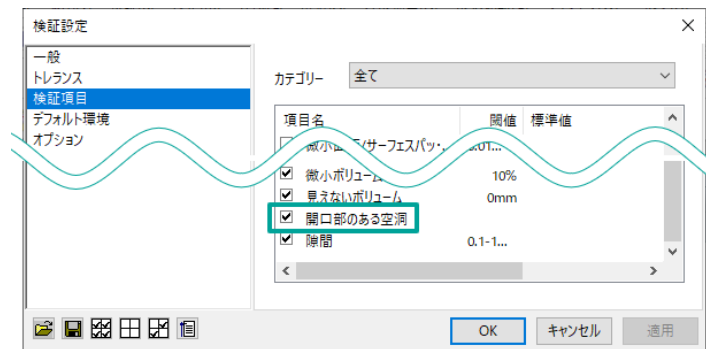 検証設定
一般
トレランス
検証項目
デフォルト環境
オプション
カテゴリー 全て
項目名 閾値 標準値
微小ボリューム 10%
見えないボリューム 0mm
開口部のある空洞
隙間 0.1-1...
OK キャンセル 適用